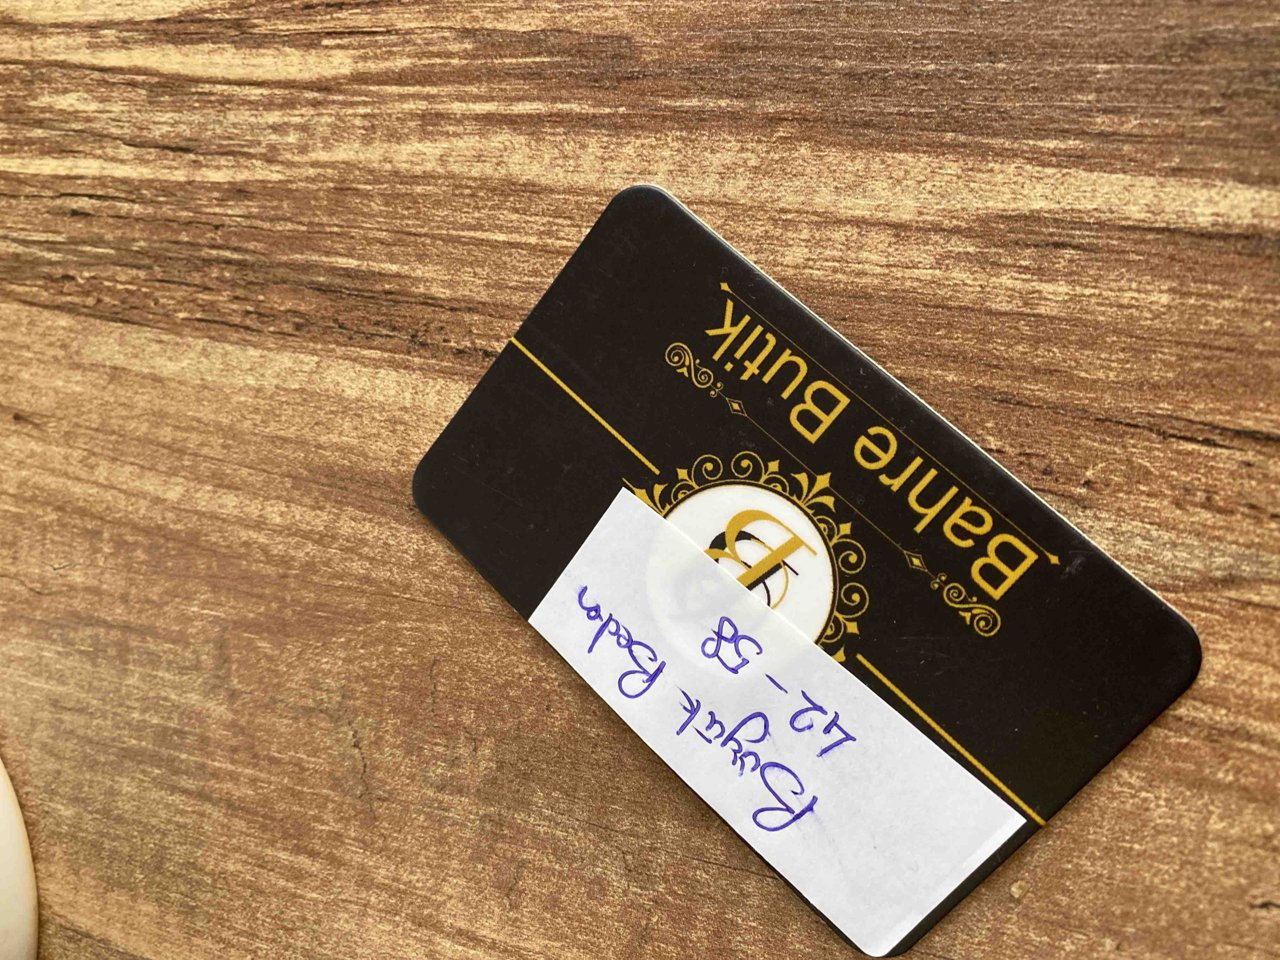 Bahre Butik
B
Büyük Beden
42 - 58